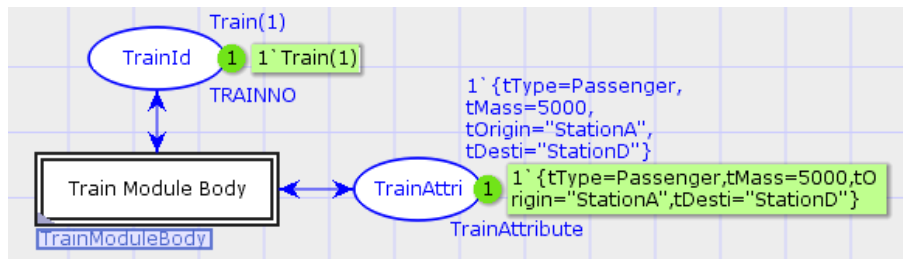 Train(1)
TrainId
1
1`Train(1)
TRAINNO
1`{tType=Passenger,
tMass=5000,
tOrigin="StationA",
tDesti="StationD"}
Train Module Body
TrainAttri
1
1`{tType=Passenger,tMass=5000,tO
rigin="StationA",tDesti="StationD"}
TrainModuleBody
TrainAttribute